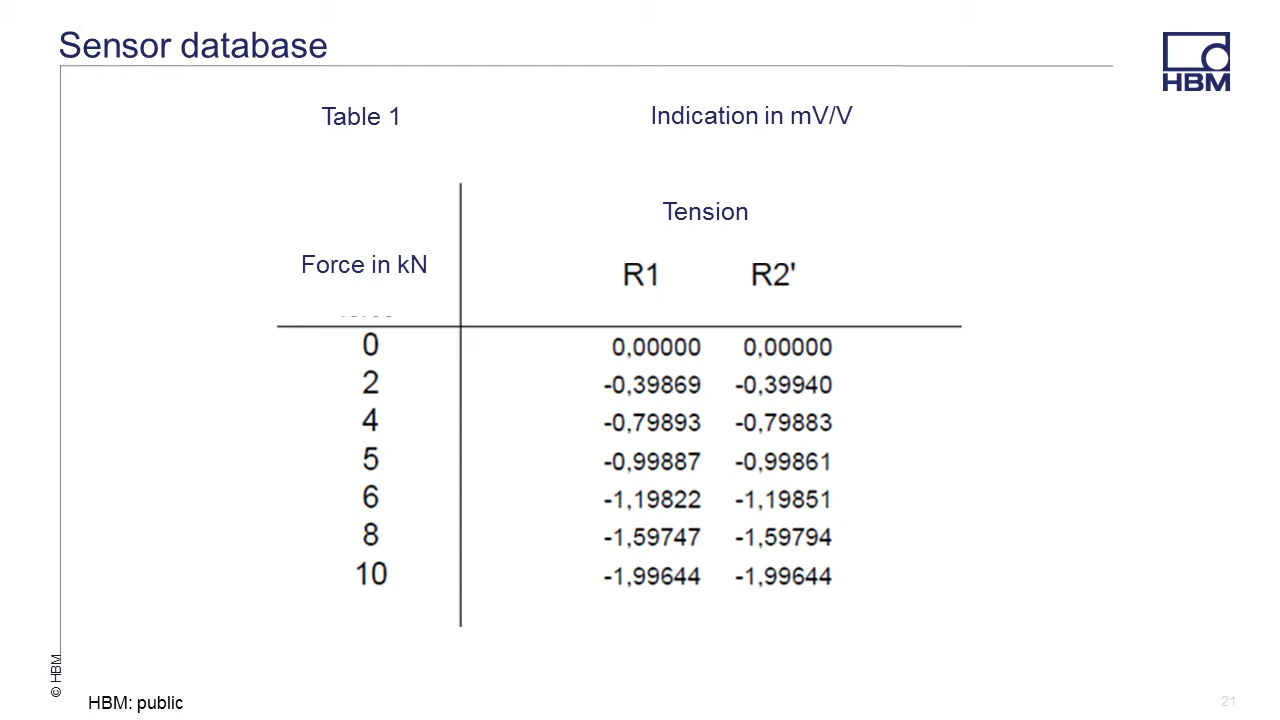 Sensor database
HBM
Table 1 Indication in mV/V
Tension
Force in kN
R1 R2'
0 0,00000 0,00000
2 -0,39869 -0,39940
4 -0,79893 -0,79883
5 -0,99887 -0,99861
6 -1,19822 -1,19851
8 -1,59747 -1,59794
10 -1,99644 -1,99644
© HBM
HBM: public
21